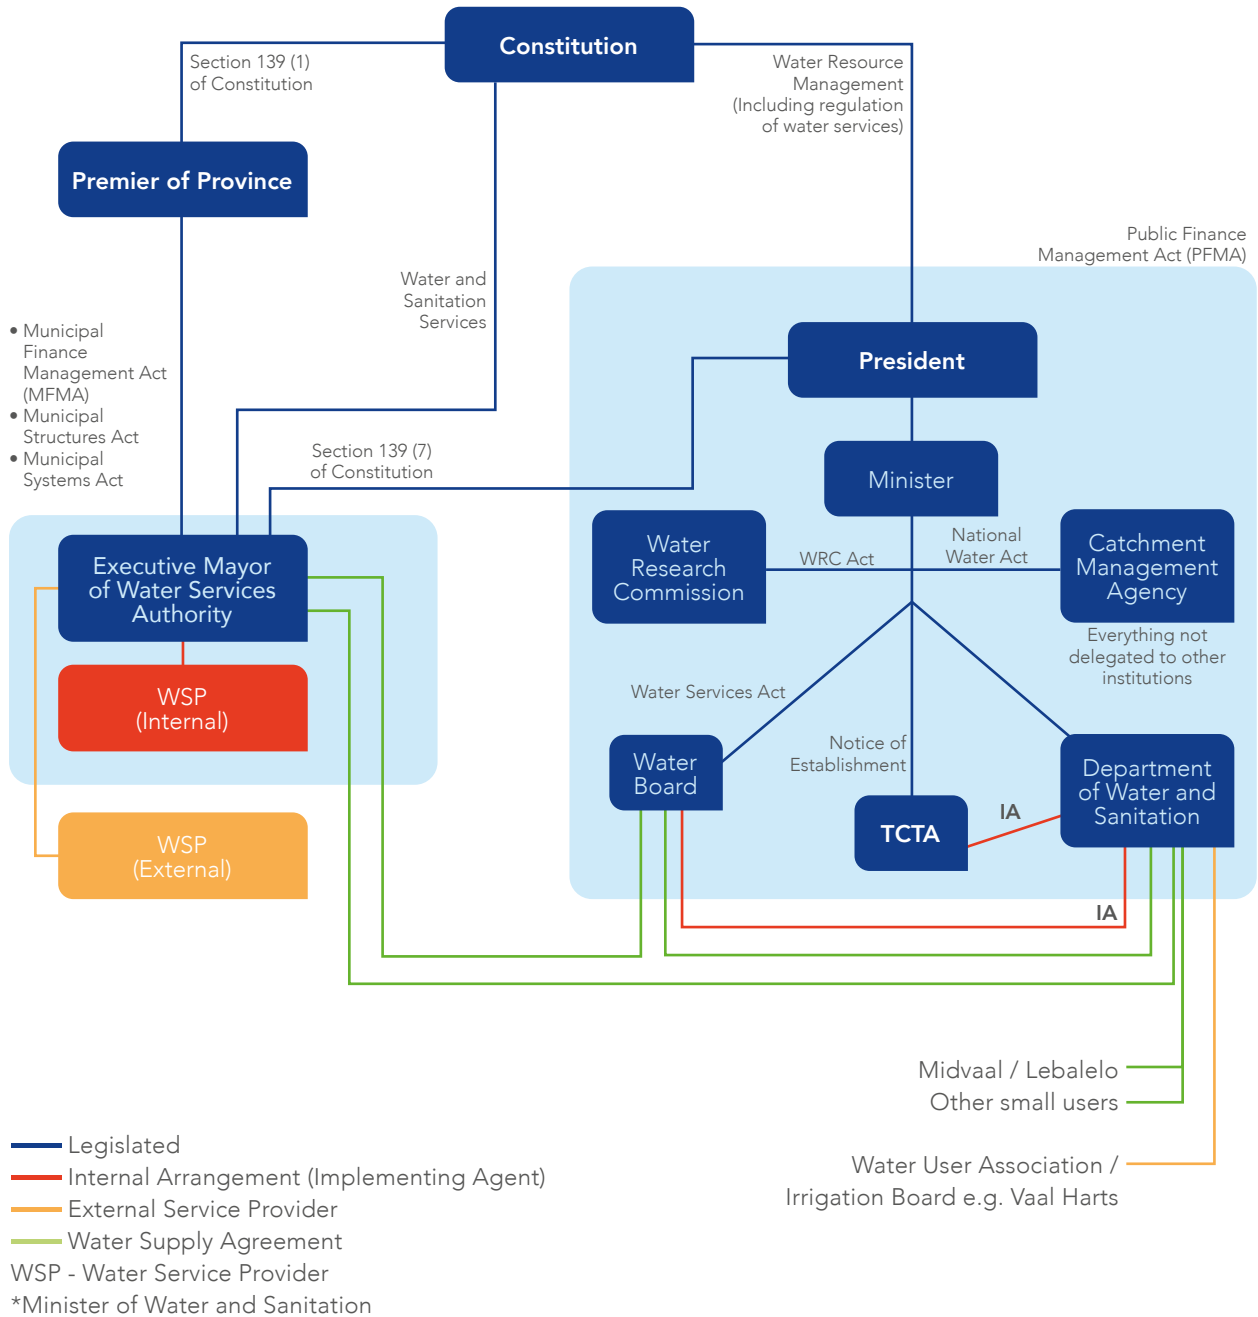 Constitution
Section 139 (1)
of Constitution
Water Resource
Management
(Including regulation
of water services)
Premier of Province
Public Finance
Management Act (PFMA)
Water and
Sanitation
Services
• Municipal
Finance
Management Act
(MFMA)
• Municipal
Structures Act
• Municipal
Systems Act
President
Section 139 (7)
of Constitution
Minister
Water
Research
Commission
WRC Act
National
Water Act
Catchment
Management
Agency
Everything not
delegated to other
institutions
Executive Mayor
of Water Services
Authority
WSP
(Internal)
WSP
(External)
Water Services Act
Notice of
Establishment
Water
Board
TCTA
IA
Department
of Water and
Sanitation
IA
Midvaal / Lebalelo
Other small users
Water User Association /
Irrigation Board e.g. Vaal Harts
Legislated
Internal Arrangement (Implementing Agent)
External Service Provider
Water Supply Agreement
WSP - Water Service Provider
*Minister of Water and Sanitation